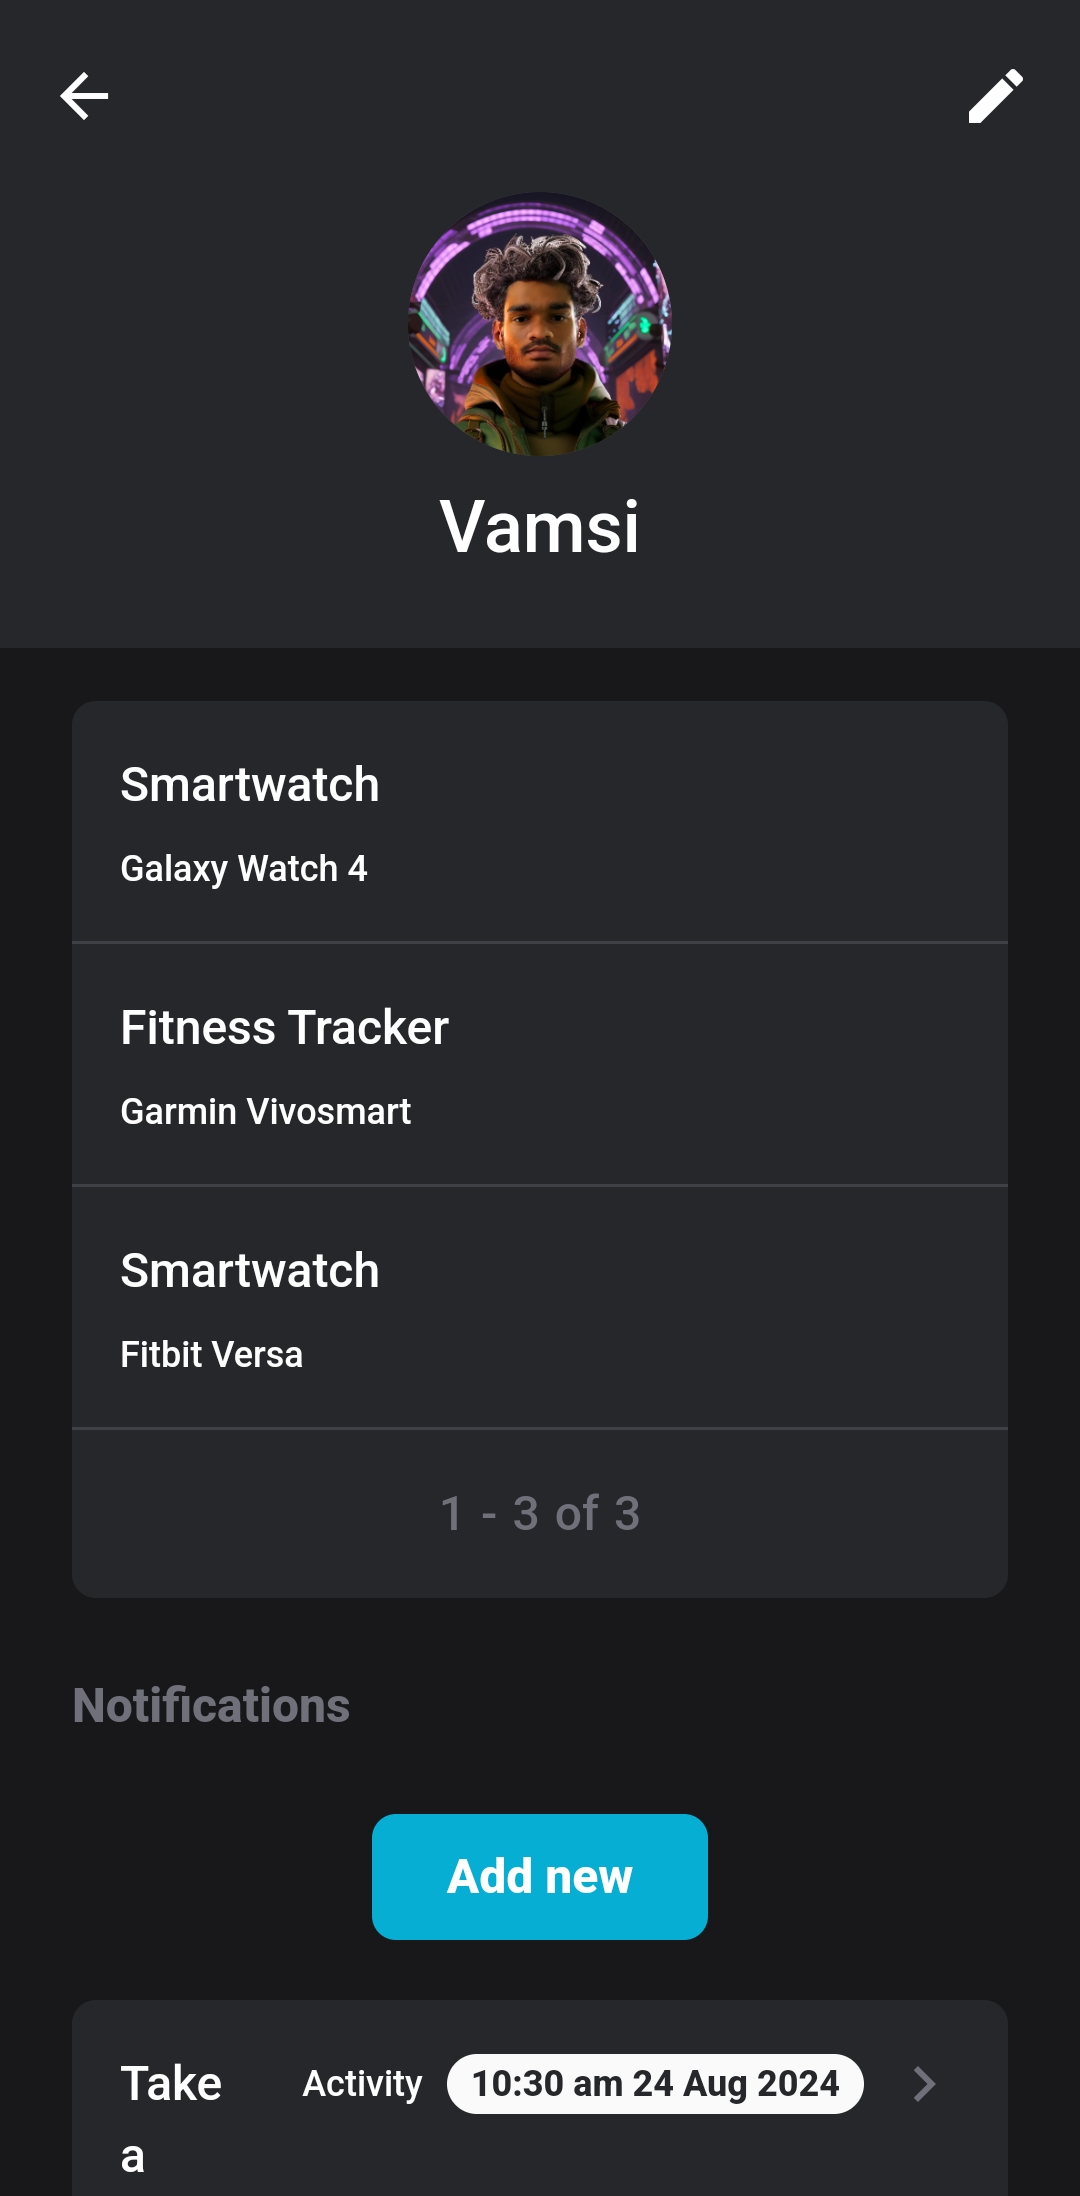 Vamsi
Smartwatch
Galaxy Watch 4
Fitness Tracker
Garmin Vivosmart
Smartwatch
Fitbit Versa
1 - 3 of 3
Notifications
Add new
Take Activity 10:30 am 24 Aug 2024
a